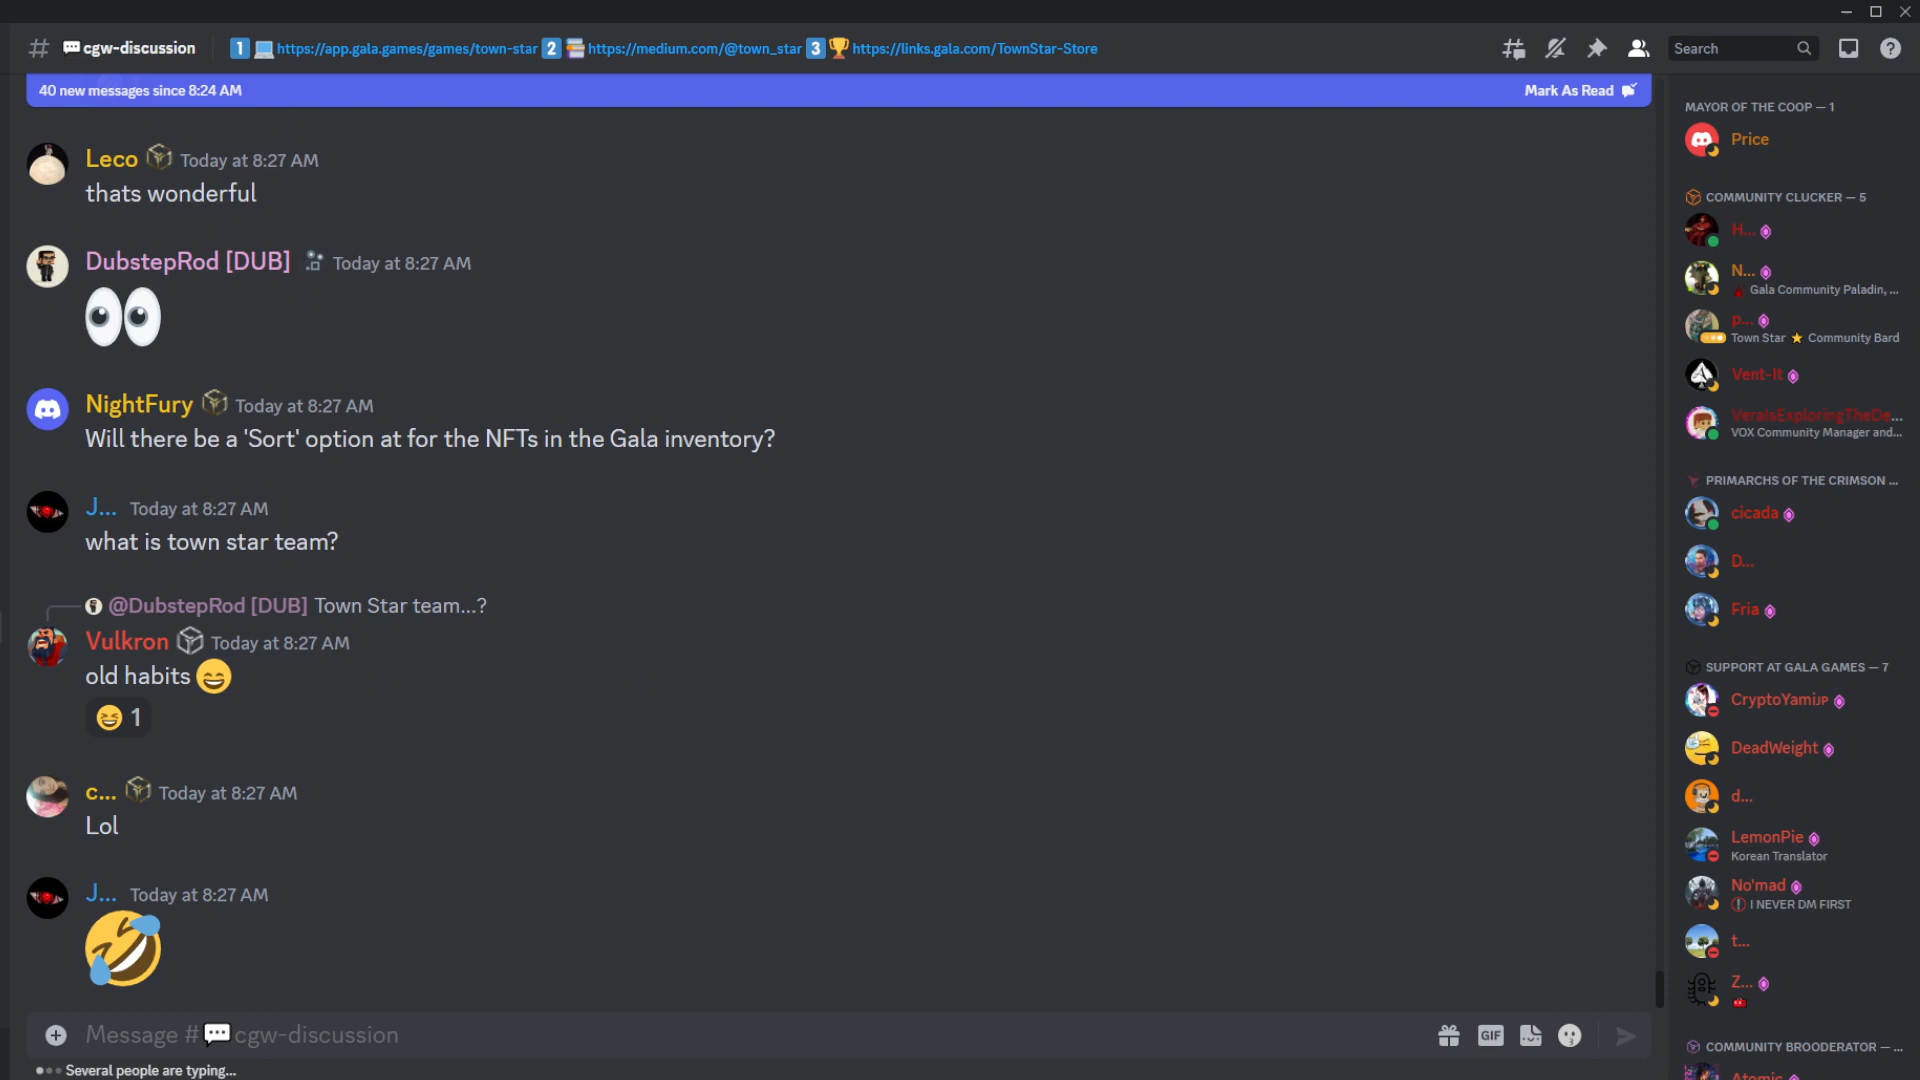 cgw-discussion
1 https://app.gala.games/games/town-star 2 https://medium.com/@town_star 3 https://links.gala.com/TownStar-Store
Search
40 new messages since 8:24 AM
Mark As Read
Leco Today at 8:27 AM
thats wonderful
DubstepRod [DUB] Today at 8:27 AM
NightFury Today at 8:27 AM
Will there be a 'Sort' option at for the NFTs in the Gala inventory?
J... Today at 8:27 AM
what is town star team?
@DubstepRod [DUB] Town Star team...?
Vulkron Today at 8:27 AM
old habits
1
c... Today at 8:27 AM
Lol
J... Today at 8:27 AM
Message # cgw-discussion
GIF
Several people are typing...
MAYOR OF THE COOP — 1
Price
COMMUNITY CLUCKER — 5
H...
N...
Gala Community Paladin, ...
p...
Town Star ⭐ Community Bard
Vent-It
VeraIsExploringTheDe...
VOX Community Manager and...
PRIMARCHS OF THE CRIMSON ...
cicada
D...
Fria
SUPPORT AT GALA GAMES — 7
CryptoYamiJP
DeadWeight
d...
LemonPie
Korean Translator
No'mad
I NEVER DM FIRST
t...
Z...
COMMUNITY BROODERATOR — ...
Atomic